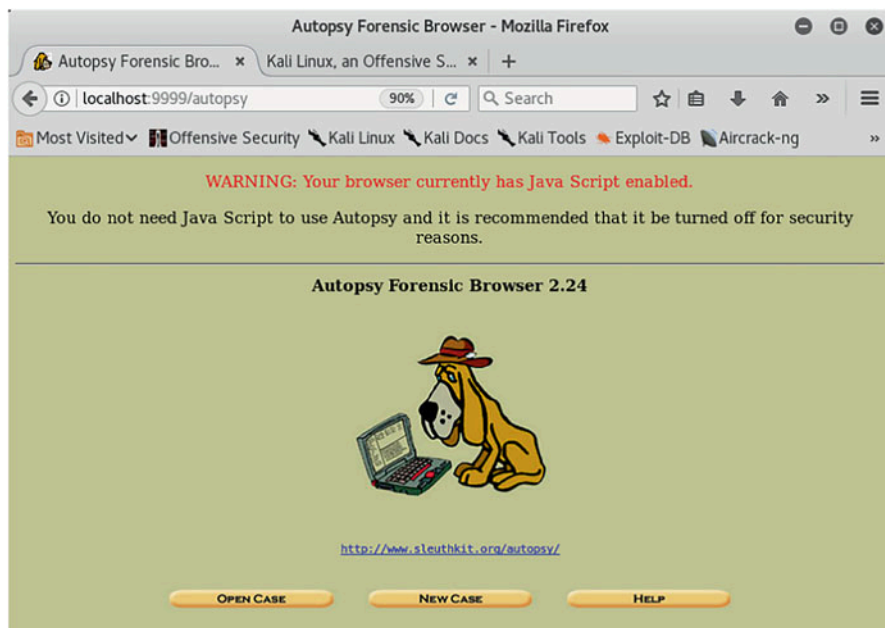 Autopsy Forensic Browser - Mozilla Firefox
Autopsy Forensic Bro...
Kali Linux, an Offensive S...
localhost:9999/autopsy
90%
Search
Most Visited
Offensive Security
Kali Linux
Kali Docs
Kali Tools
Exploit-DB
Aircrack-ng
WARNING: Your browser currently has Java Script enabled.
You do not need Java Script to use Autopsy and it is recommended that it be turned off for security
reasons.
Autopsy Forensic Browser 2.24
http://www.sleuthkit.org/autopsy/
OPEN CASE
NEW CASE
HELP